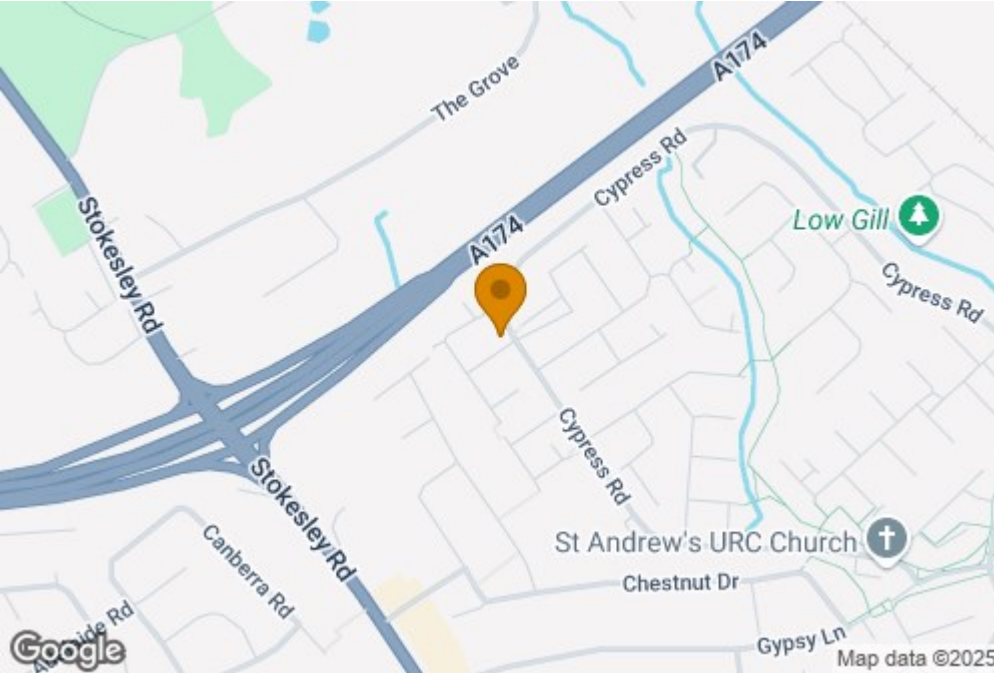 The Grove
A174
Cypress Rd
Stokesley Rd
Low Gill
A174
Cypress Rd
Cypress Rd
Stokesley Rd
St Andrew's URC Church
Canberra Rd
Chestnut Dr
Gypsy Ln
Google
Map data ©2025